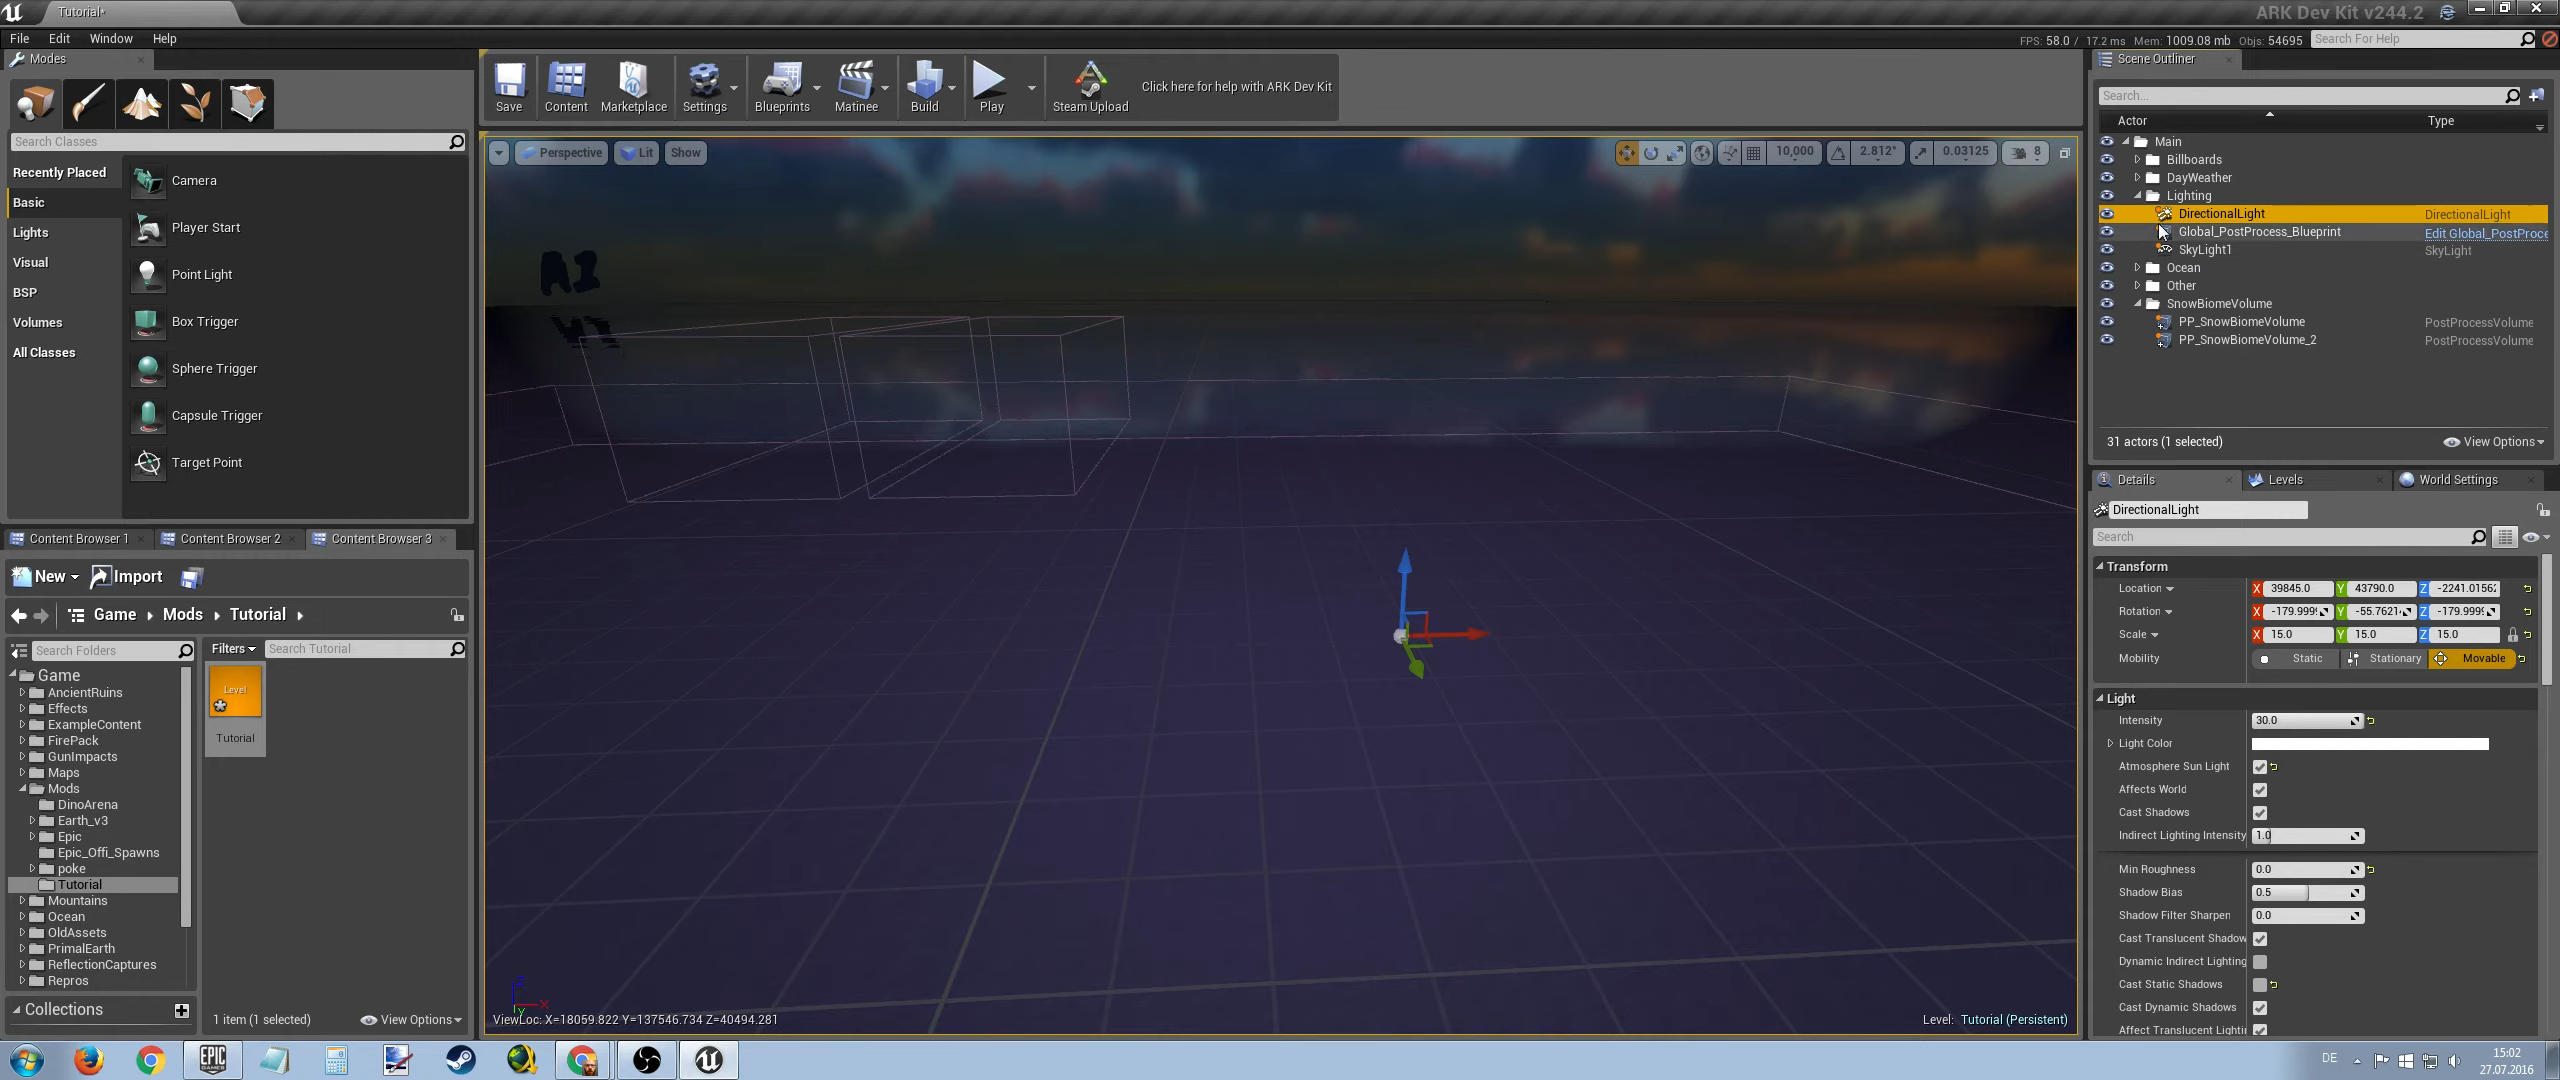 Tutorial*
ARK Dev Kit v244.2
File Edit Window Help
FPS: 58.0 / 17.2 ms Mem: 1009.08 mb Objs: 54695
Search For Help
Modes
Search Classes
Recently Placed
Basic
Lights
Visual
BSP
Volumes
All Classes
Camera
Player Start
Point Light
Box Trigger
Sphere Trigger
Capsule Trigger
Target Point
Save
Content
Marketplace
Settings
Blueprints
Matinee
Build
Play
Steam Upload
Click here for help with ARK Dev Kit
Perspective
Lit
Show
10,000
2.812°
0.03125
8
A1
ViewLoc: X=18059.822 Y=137546.734 Z=40494.281
Level: Tutorial (Persistent)
Scene Outliner
Search...
Actor Type
Main
Billboards
DayWeather
Lighting
DirectionalLight DirectionalLight
Global_PostProcess_Blueprint Edit Global_PostProce
SkyLight1 SkyLight
Ocean
Other
SnowBiomeVolume
PP_SnowBiomeVolume PostProcessVolume
PP_SnowBiomeVolume_2 PostProcessVolume
31 actors (1 selected)
View Options
Details
Levels
World Settings
DirectionalLight
Search
Transform
Location X 39845.0 Y 43790.0 Z -2241.0156
Rotation X -179.999 Y -55.7621 Z -179.999
Scale X 15.0 Y 15.0 Z 15.0
Mobility Static Stationary Movable
Light
Intensity 30.0
Light Color
Atmosphere Sun Light
Affects World
Cast Shadows
Indirect Lighting Intensity 1.0
Min Roughness 0.0
Shadow Bias 0.5
Shadow Filter Sharpen 0.0
Cast Translucent Shadow
Dynamic Indirect Lighting
Cast Static Shadows
Cast Dynamic Shadows
Affect Translucent Lighti
Content Browser 1
Content Browser 2
Content Browser 3
New
Import
Game Mods Tutorial
Search Folders
Filters
Search Tutorial
Game
AncientRuins
Effects
ExampleContent
FirePack
GunImpacts
Maps
Mods
DinoArena
Earth_v3
Epic
Epic_Offi_Spawns
poke
Tutorial
Mountains
Ocean
OldAssets
PrimalEarth
ReflectionCaptures
Repros
Collections
Level
Tutorial
1 item (1 selected)
View Options
EPIC
GAMES
DE
15:02
27.07.2016